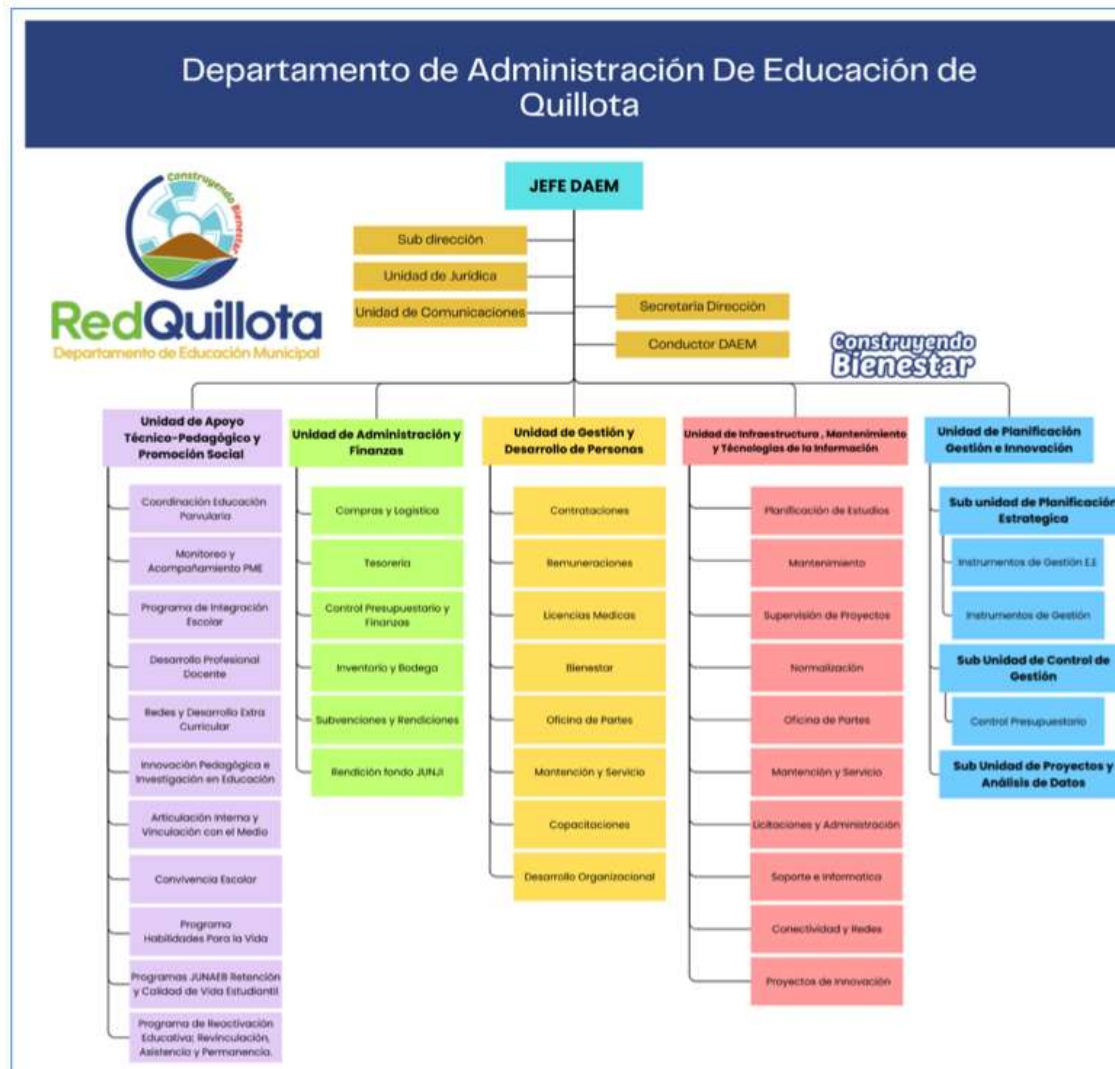 Departamento de Administración De Educación de
Quillota
JEFE DAEM
Construyendo
Bienestar
RedQuillota
Departamento de Educación Municipal
Sub dirección
Unidad de Jurídica
Unidad de Comunicaciones
Secretaria Dirección
Conductor DAEM
Construyendo
Bienestar
Unidad de Apoyo
Técnico-Pedagógico y
Promoción Social
Coordinación Educación
Parvularia
Monitoreo y
Acompañamiento PME
Programa de Integración
Escolar
Desarrollo Profesional
Docente
Redes y Desarrollo Extra
Curricular
Innovación Pedagógica e
Investigación en Educación
Articulación Interna y
Vinculación con el Medio
Convivencia Escolar
Programa
Habilidades Para la Vida
Programas JUNAEB Retención
y Calidad de Vida Estudiantil
Programa de Reactivación
Educativa; Revinculación,
Asistencia y Permanencia.
Unidad de Administración y
Finanzas
Compras y Logística
Tesorería
Control Presupuestario y
Finanzas
Inventario y Bodega
Subvenciones y Rendiciones
Rendición fondo JUNJI
Unidad de Gestión y
Desarrollo de Personas
Contrataciones
Remuneraciones
Licencias Medicas
Bienestar
Oficina de Partes
Mantención y Servicio
Capacitaciones
Desarrollo Organizacional
Unidad de Infraestructura , Mantenimiento
y Técnologías de la Información
Planificación de Estudios
Mantenimiento
Supervisión de Proyectos
Normalización
Oficina de Partes
Mantención y Servicio
Licitaciones y Administración
Soporte e Informatica
Conectividad y Redes
Proyectos de Innovación
Unidad de Planificación
Gestión e Innovación
Sub unidad de Planificación
Estrategica
Instrumentos de Gestión E.E
Instrumentos de Gestión
Sub Unidad de Control de
Gestión
Control Presupuestario
Sub Unidad de Proyectos y
Análisis de Datos